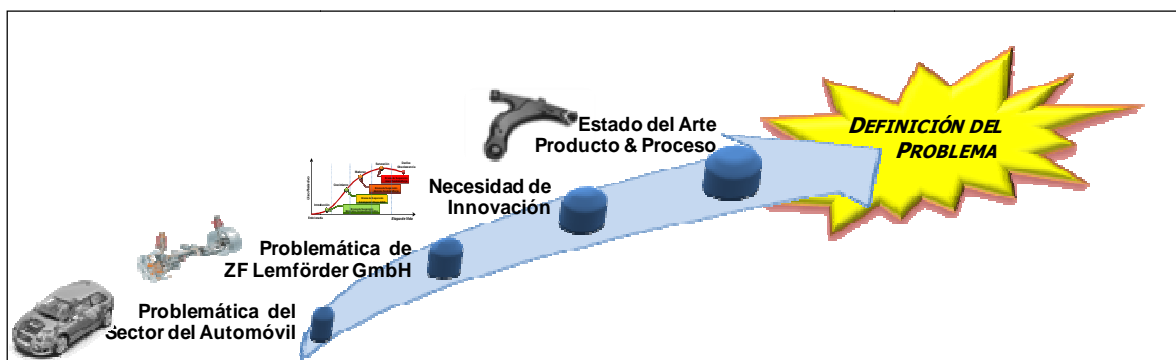 Estado del Arte
Producto & Proceso
DEFINICIÓN DEL
PROBLEMA
Necesidad de
Innovación
Problemática de
ZF Lemförder GmbH
Problemática del
Sector del Automóvil